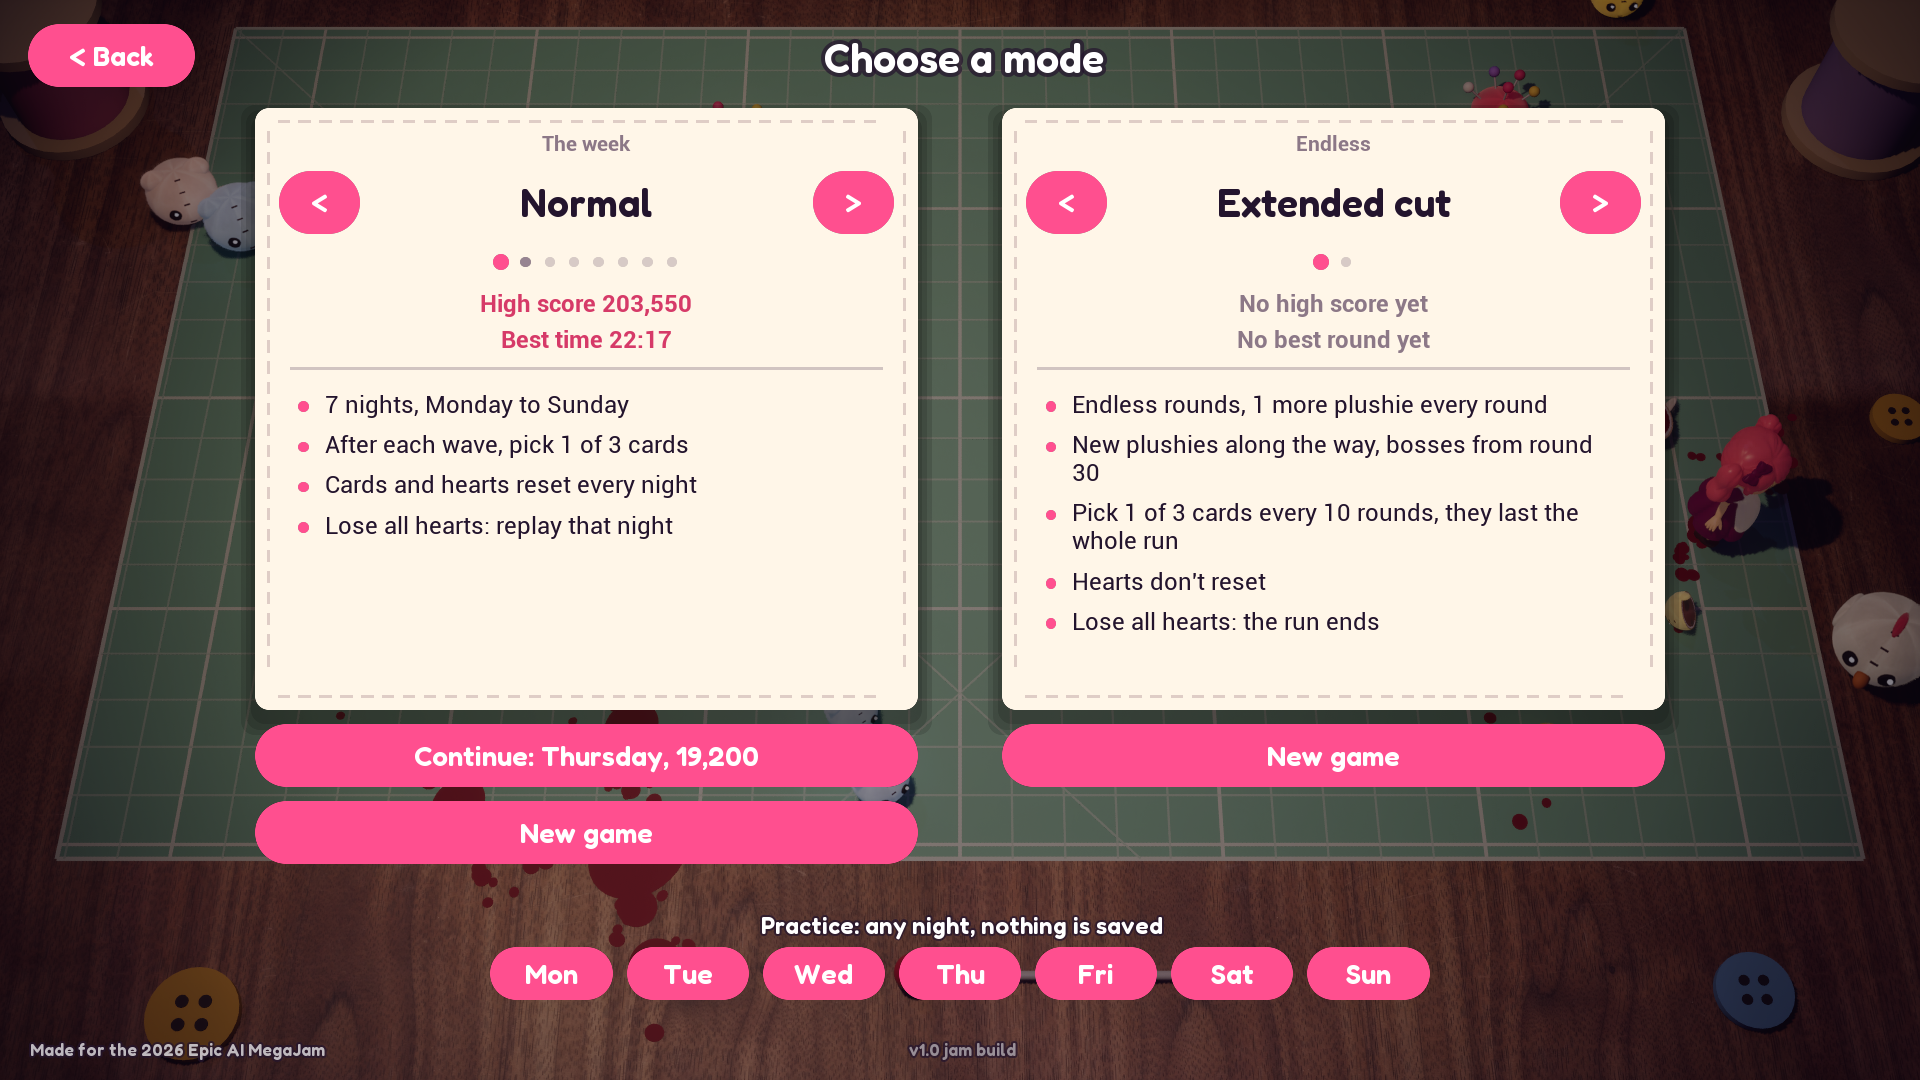 < Back
Choose a mode
The week
<
Normal
>
High score 203,550
Best time 22:17
7 nights, Monday to Sunday
After each wave, pick 1 of 3 cards
Cards and hearts reset every night
Lose all hearts: replay that night
Continue: Thursday, 19,200
New game
Endless
<
Extended cut
>
No high score yet
No best round yet
Endless rounds, 1 more plushie every round
New plushies along the way, bosses from round
30
Pick 1 of 3 cards every 10 rounds, they last the
whole run
Hearts don't reset
Lose all hearts: the run ends
New game
Practice: any night, nothing is saved
Mon
Tue
Wed
Thu
Fri
Sat
Sun
Made for the 2026 Epic AI MegaJam
v1.0 jam build